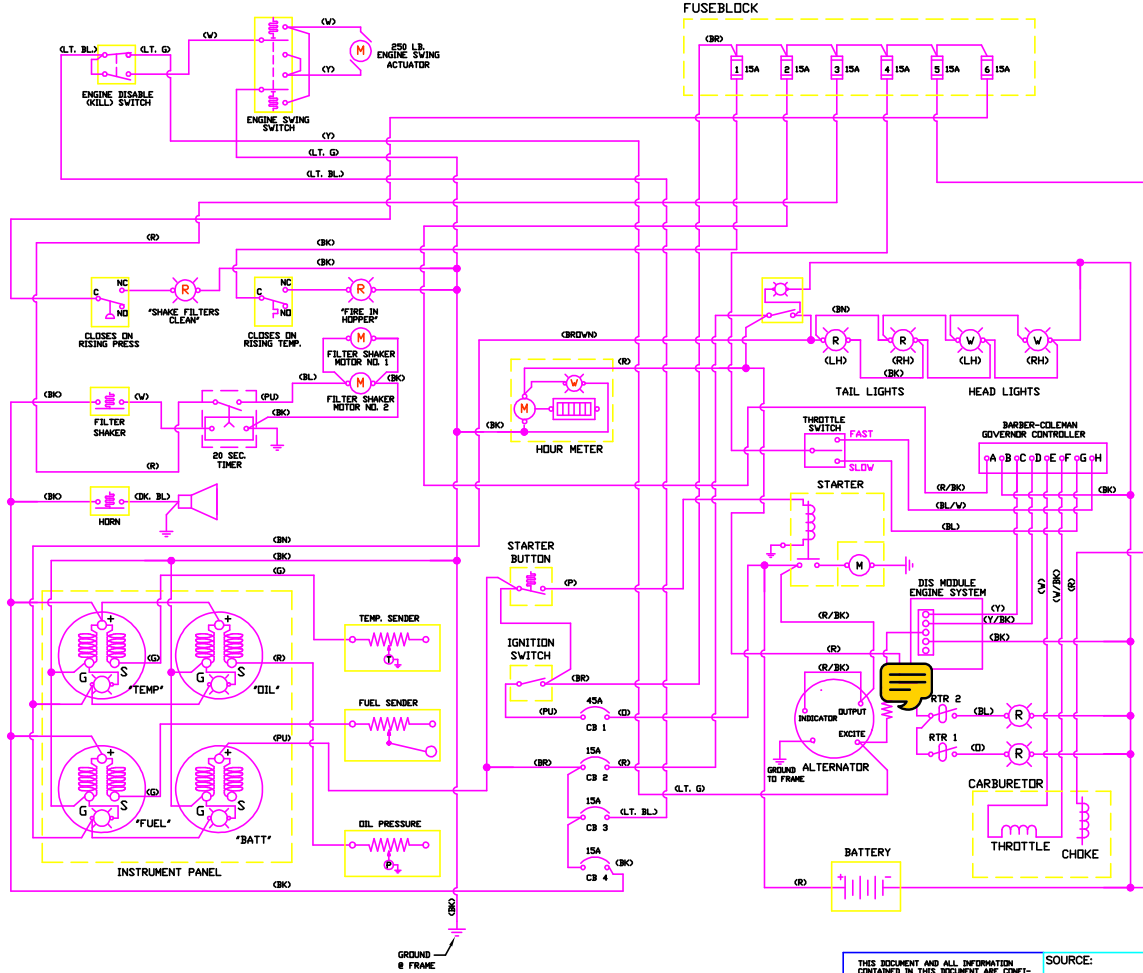 FUSEBLOCK
(BR)
1 15A
2 15A
3 15A
4 15A
5 15A
6 15A
(LT. BL.)
(LT. G)
(W)
(W)
M
250 LB.
ENGINE SWING
ACTUATOR
(Y)
ENGINE DISABLE
(KILL) SWITCH
ENGINE SWING
SWITCH
(Y)
(LT. G)
(LT. BL.)
(R)
(BK)
(BK)
C
NC
NO
R
"SHAKE FILTERS
CLEAN"
CLOSES ON
RISING PRESS
C
NC
NO
R
"FIRE IN
HOPPER"
CLOSES ON
RISING TEMP.
M
FILTER SHAKER
MOTOR NO. 1
(BL)
M
(BK)
FILTER SHAKER
MOTOR NO. 2
(BROWN)
(R)
(BN)
R
(LH)
R
(RH)
W
(LH)
W
(RH)
(BK)
TAIL LIGHTS
HEAD LIGHTS
(BK)
(W)
FILTER
SHAKER
(PU)
(BK)
20 SEC.
TIMER
(R)
(BK)
M
W
HOUR METER
THROTTLE
SWITCH
FAST
SLOW
BARBER-COLEMAN
GOVERNOR CONTROLLER
A B C D E F G H
(R/BK)
(BL/W)
(BL)
(BK)
(BK)
(DK. BL)
HORN
STARTER
M
(BN)
(BK)
(G)
STARTER
BUTTON
(P)
DIS MODULE
ENGINE SYSTEM
(Y)
(Y/BK)
(BK)
(W)
(BK/W)
(R)
(R/BK)
(R)
(R/BK)
+
G
S
"TEMP"
(G)
+
G
S
"OIL"
(R)
TEMP. SENDER
T
IGNITION
SWITCH
(BR)
(PU)
45A
CB 1
(O)
INDICATOR
OUTPUT
EXCITE
GROUND
TO FRAME
ALTERNATOR
RTR 2
(BL)
R
RTR 1
(O)
R
FUEL SENDER
(PU)
+
G
S
"FUEL"
(G)
+
G
S
"BATT"
(BR)
15A
CB 2
(R)
(LT. G)
15A
CB 3
(LT. BL)
CARBURETOR
THROTTLE
CHOKE
OIL PRESSURE
P
15A
CB 4
(BK)
INSTRUMENT PANEL
(BK)
(BK)
BATTERY
(R)
+
-
GROUND
@ FRAME
THIS DOCUMENT AND ALL INFORMATION
CONTAINED IN THIS DOCUMENT ARE CONFI-
SOURCE: